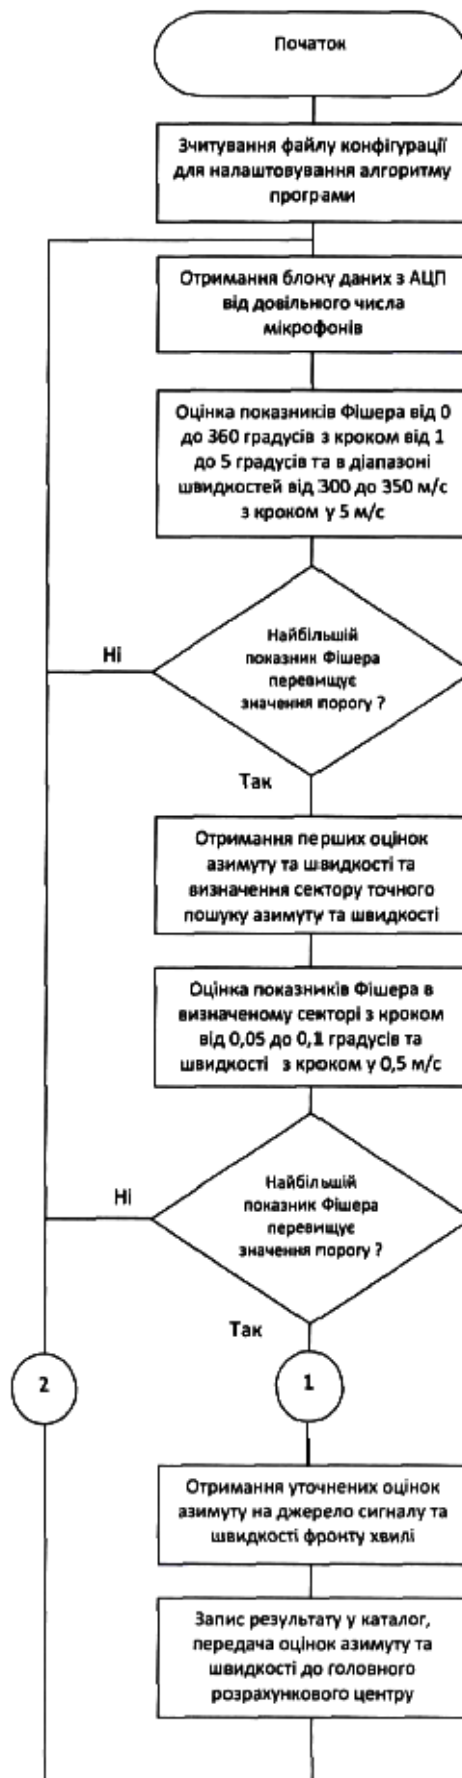 Початок
Зчитування файлу конфігурації
для налаштовування алгоритму
програми
Отримання блоку даних з АЦП
від довільного числа
мікрофонів
Оцінка показників Фішера від 0
до 360 градусів з кроком від 1
до 5 градусів та в діапазоні
швидкостей від 300 до 350 м/с
з кроком у 5 м/с
Найбільшій
показник Фішера
перевищує
значення порогу ?
Ні
Так
Отримання перших оцінок
азимуту та швидкості та
визначення сектору точного
пошуку азимуту та швидкості
Оцінка показників Фішера в
визначеному секторі з кроком
від 0,05 до 0,1 градусів та
швидкості з кроком у 0,5 м/с
Найбільшій
показник Фішера
перевищує
значення порогу ?
Ні
Так
2
1
Отримання уточнених оцінок
азимуту на джерело сигналу та
швидкості фронту хвилі
Запис результату у каталог,
передача оцінок азимуту та
швидкості до головного
розрахункового центру